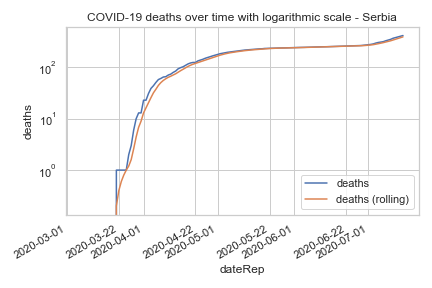 COVID-19 deaths over time with logarithmic scale - Serbia
deaths
10²
10¹
10⁰
deaths
deaths (rolling)
2020-03-01
2020-03-22
2020-04-01
2020-04-22
2020-05-01
2020-05-22
2020-06-01
2020-06-22
2020-07-01
dateRep